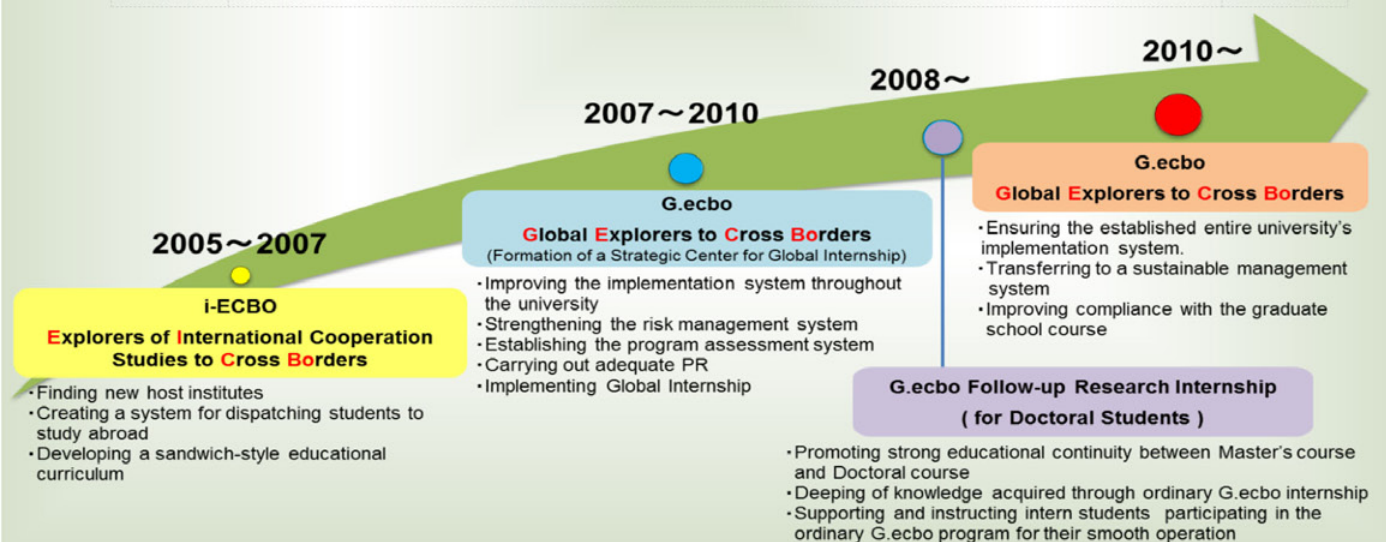 2005～2007
i-ECBO
Explorers of International Cooperation
Studies to Cross Borders
・Finding new host institutes
・Creating a system for dispatching students to
study abroad
・Developing a sandwich-style educational
curriculum
2007～2010
G.ecbo
Global Explorers to Cross Borders
(Formation of a Strategic Center for Global Internship)
・Improving the implementation system throughout
the university
・Strengthening the risk management system
・Establishing the program assessment system
・Carrying out adequate PR
・Implementing Global Internship
2008～
G.ecbo Follow-up Research Internship
( for Doctoral Students )
・Promoting strong educational continuity between Master's course
and Doctoral course
・Deeping of knowledge acquired through ordinary G.ecbo internship
・Supporting and instructing intern students participating in the
ordinary G.ecbo program for their smooth operation
2010～
G.ecbo
Global Explorers to Cross Borders
・Ensuring the established entire university's
implementation system.
・Transferring to a sustainable management
system
・Improving compliance with the graduate
school course